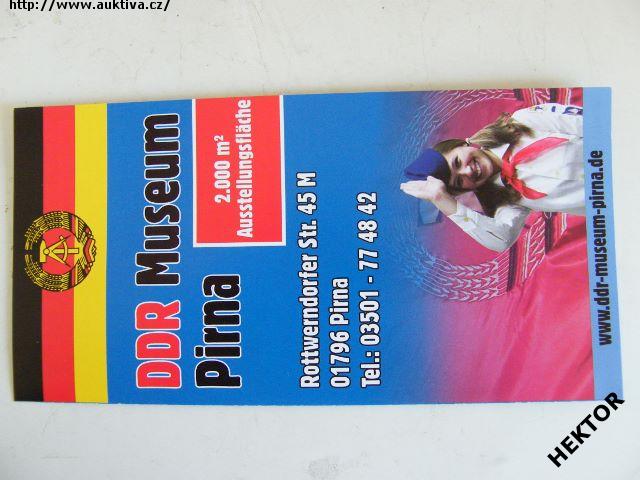 http://www.auktiva.cz/
DDR Museum
Pirna
2.000 m²
Ausstellungsfläche
Rottwerndorfer Str. 45 M
01796 Pirna
Tel.: 03501 - 77 48 42
www.ddr-museum-pirna.de
HEKTOR